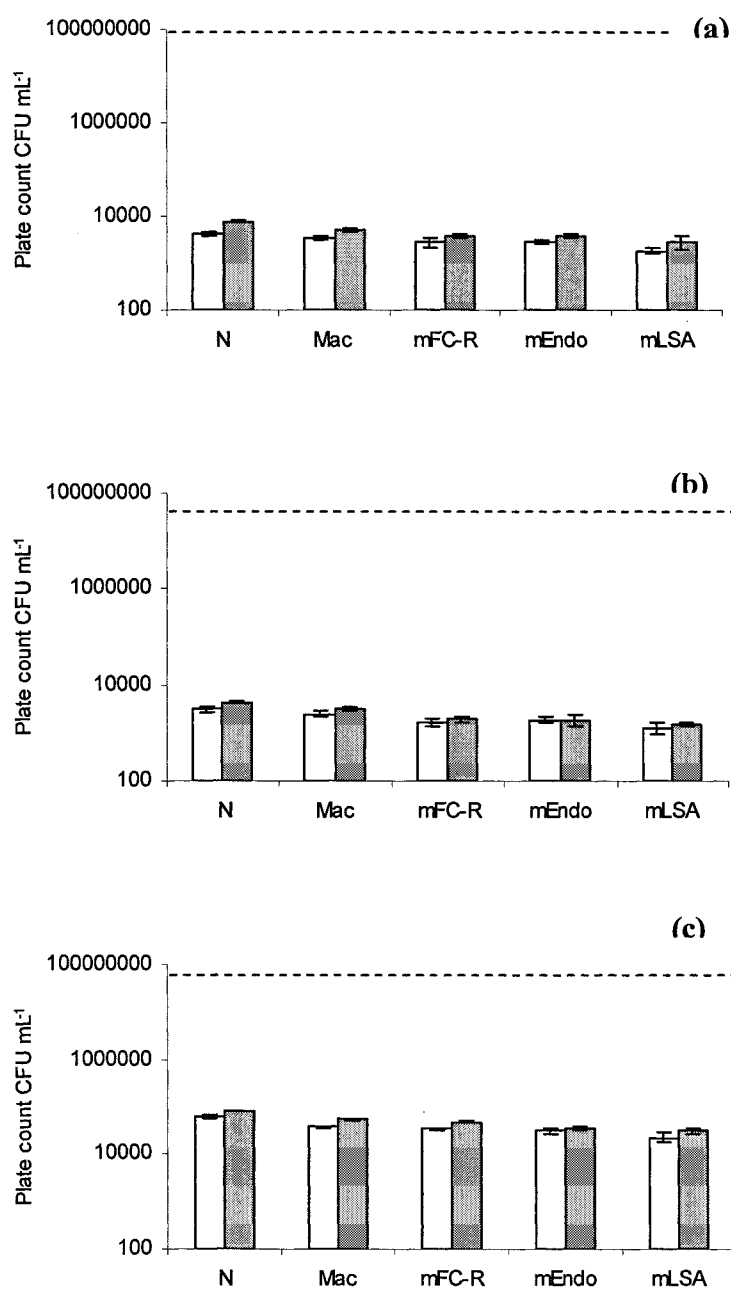 (a)
100000000
1000000
10000
100
Plate count CFU mL⁻¹
N Mac mFC-R mEndo mLSA
(b)
100000000
1000000
10000
100
Plate count CFU mL⁻¹
N Mac mFC-R mEndo mLSA
(c)
100000000
1000000
10000
100
Plate count CFU mL⁻¹
N Mac mFC-R mEndo mLSA